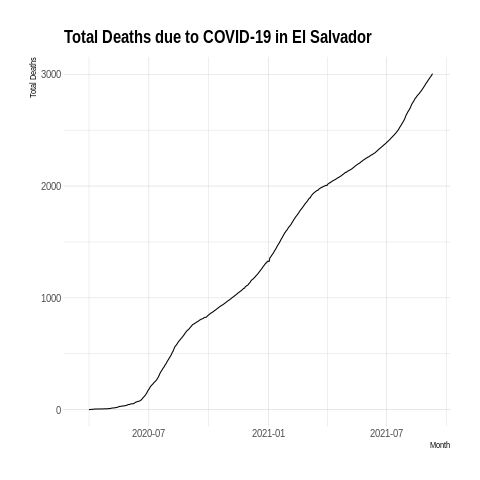 Total Deaths due to COVID-19 in El Salvador
Total Deaths
3000
2000
1000
0
2020-07
2021-01
2021-07
Month